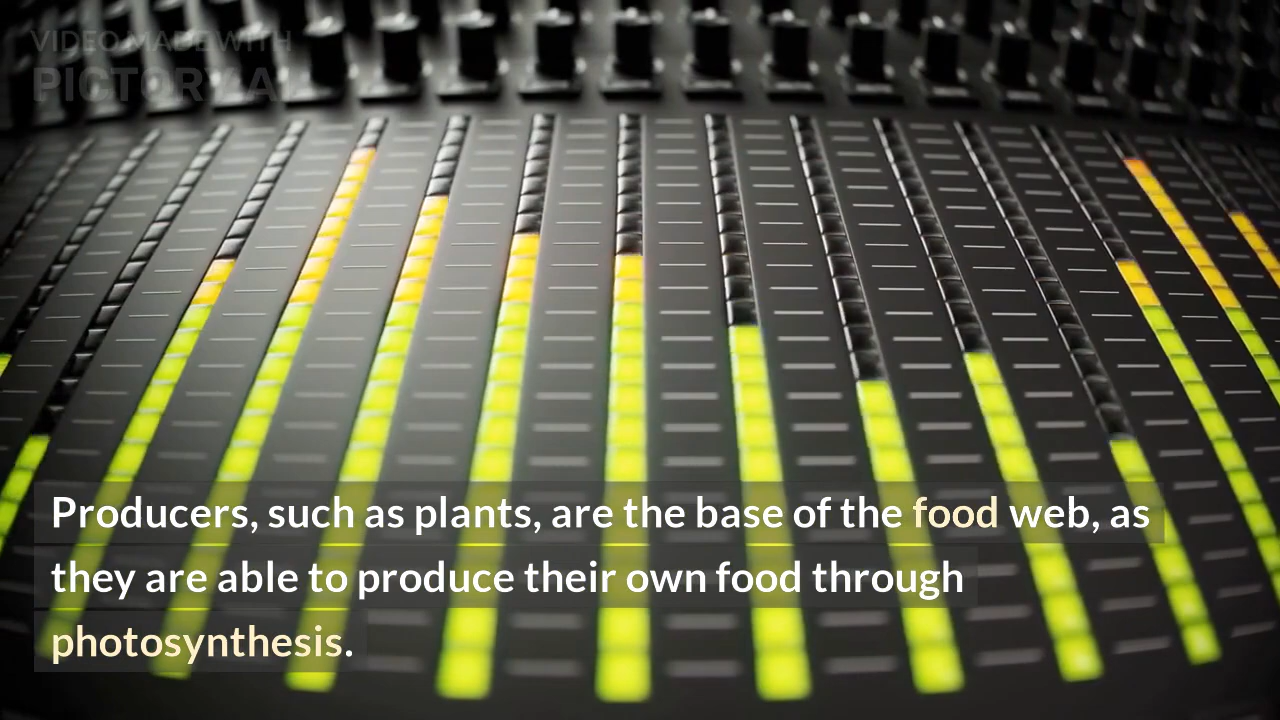 VIDEO MADE WITH
PICTORY.AI
Producers, such as plants, are the base of the food web, as
they are able to produce their own food through
photosynthesis.